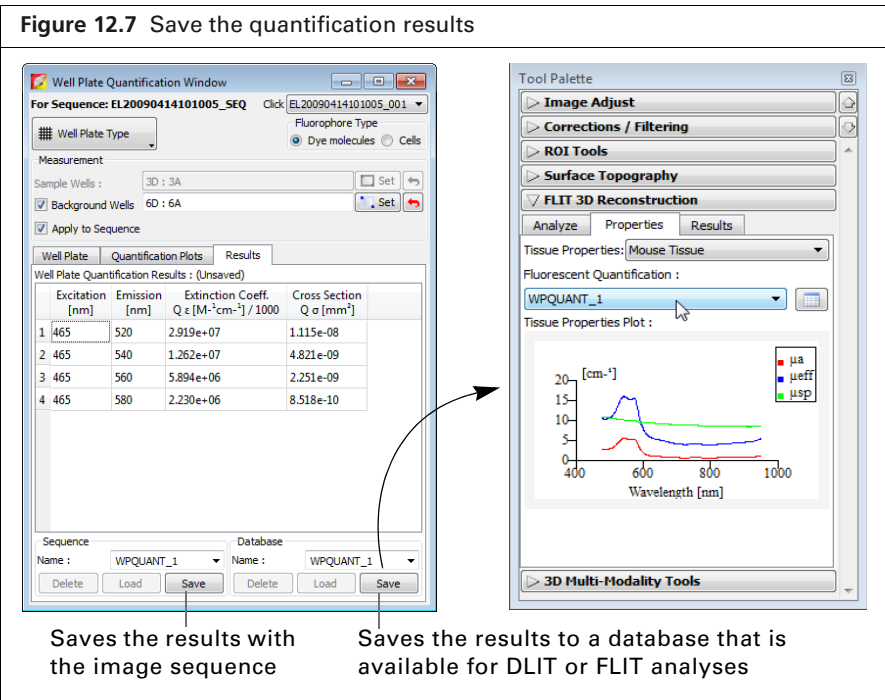 Figure 12.7 Save the quantification results
Well Plate Quantification Window
For Sequence: EL20090414101005_SEQ Click EL20090414101005_001
Well Plate Type
Fluorophore Type
Dye molecules Cells
Measurement
Sample Wells : 3D : 3A Set
Background Wells 6D : 6A Set
Apply to Sequence
Well Plate Quantification Plots Results
Well Plate Quantification Results : (Unsaved)
Excitation [nm] Emission [nm] Extinction Coeff. Q ε [M⁻¹cm⁻¹] / 1000 Cross Section Q σ [mm²]
1 465 520 2.919e+07 1.115e-08
2 465 540 1.262e+07 4.821e-09
3 465 560 5.894e+06 2.251e-09
4 465 580 2.230e+06 8.518e-10
Sequence Database
Name : WPQUANT_1 Name : WPQUANT_1
Delete Load Save Delete Load Save
Saves the results with
the image sequence
Tool Palette
Image Adjust
Corrections / Filtering
ROI Tools
Surface Topography
FLIT 3D Reconstruction
Analyze Properties Results
Tissue Properties: Mouse Tissue
Fluorescent Quantification :
WPQUANT_1
Tissue Properties Plot :
[cm-¹]
μa
μeff
μsp
20
15
10
5
0
400 600 800 1000
Wavelength [nm]
3D Multi-Modality Tools
Saves the results to a database that is
available for DLIT or FLIT analyses